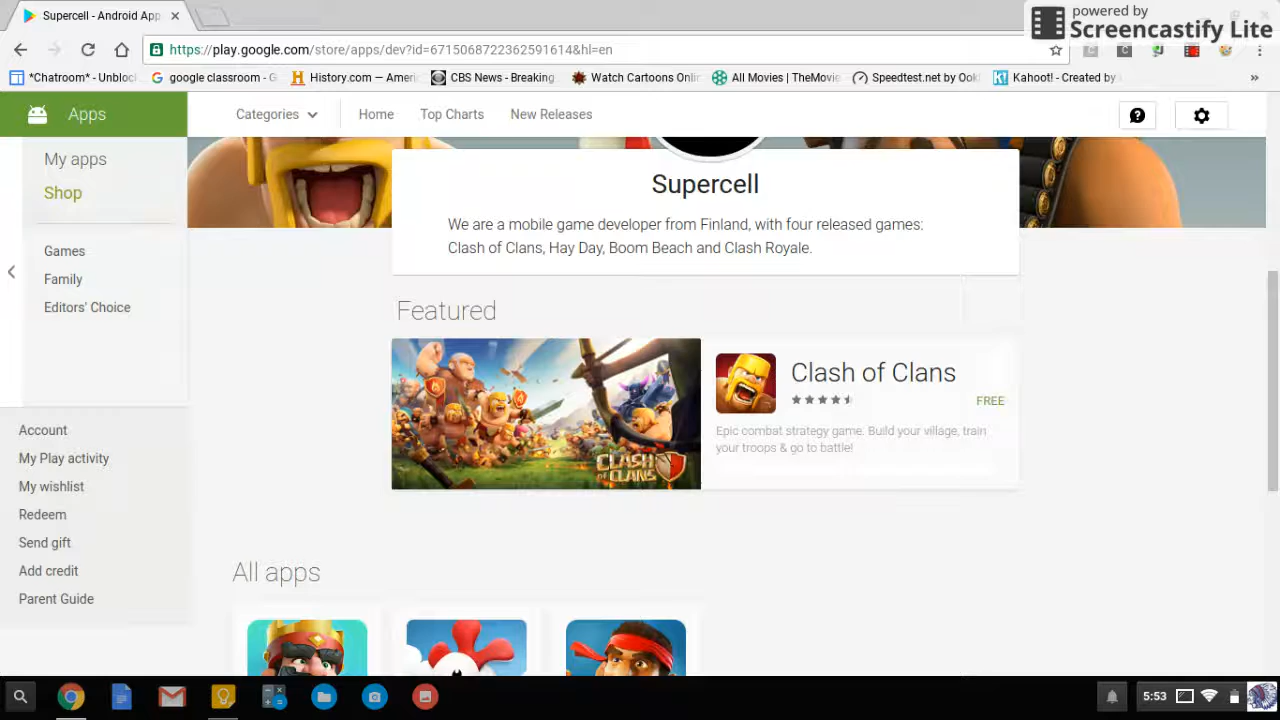 Supercell - Android App
powered by
Screencastify Lite
https://play.google.com/store/apps/dev?id=6715068722362591614&hl=en
*Chatroom* - Unblock
google classroom - G
History.com — Ameri
CBS News - Breaking
Watch Cartoons Onli
All Movies | TheMovie
Speedtest.net by Ookl
Kahoot! - Created by
»
Apps
Categories
Home
Top Charts
New Releases
My apps
Shop
Games
Family
Editors' Choice
Account
My Play activity
My wishlist
Redeem
Send gift
Add credit
Parent Guide
Supercell
We are a mobile game developer from Finland, with four released games:
Clash of Clans, Hay Day, Boom Beach and Clash Royale.
Featured
CLASH OF CLANS
Clash of Clans
FREE
Epic combat strategy game. Build your village, train
your troops & go to battle!
All apps
5:53